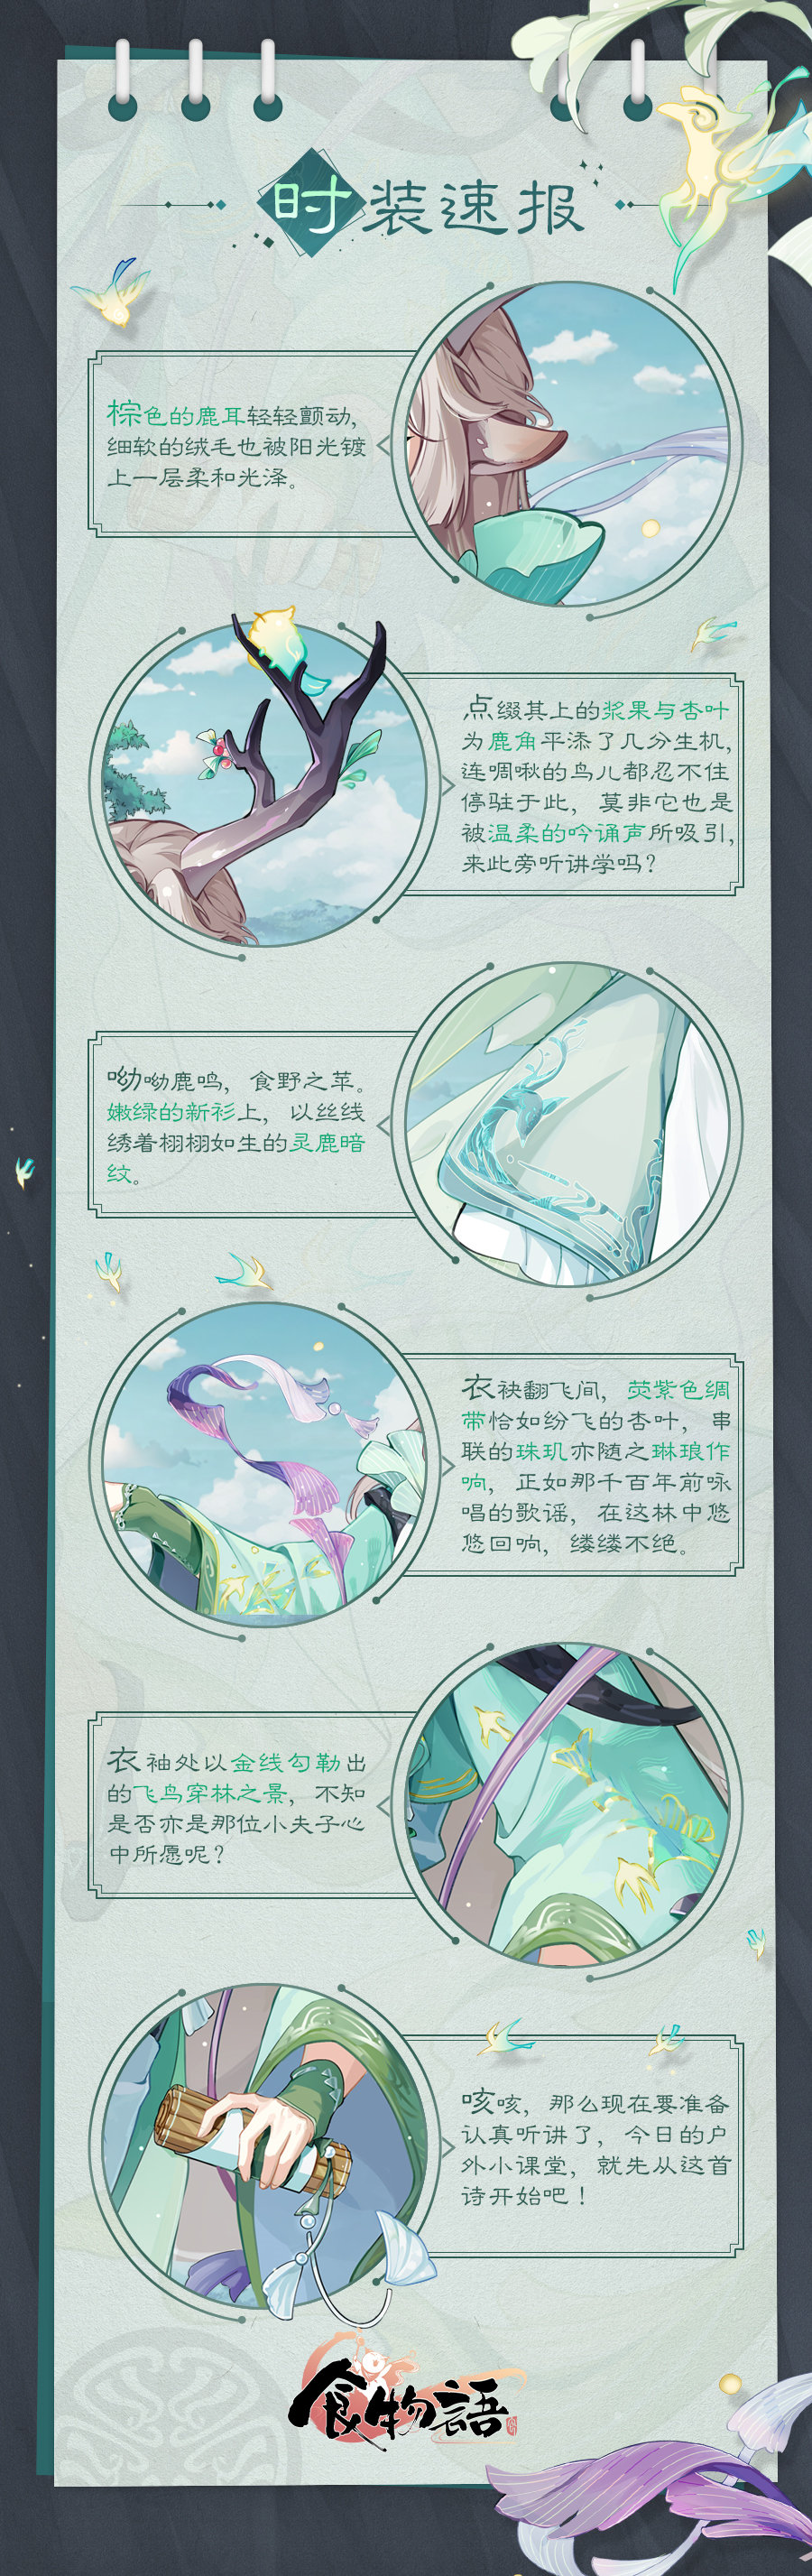 时装速报
棕色的鹿耳轻轻颤动，
细软的绒毛也被阳光镀
上一层柔和光泽。
点缀其上的浆果与杏叶
为鹿角平添了几分生机，
连啁啾的鸟儿都忍不住
停驻于此，莫非它也是
被温柔的吟诵声所吸引，
来此旁听讲学吗？
呦呦鹿鸣，食野之苹。
嫩绿的新衫上，以丝线
绣着栩栩如生的灵鹿暗
纹。
衣袂翻飞间，荧紫色绸
带恰如纷飞的杏叶，串
联的珠玑亦随之琳琅作
响，正如那千百年前咏
唱的歌谣，在这林中悠
悠回响，缕缕不绝。
衣袖处以金线勾勒出
的飞鸟穿林之景，不知
是否亦是那位小夫子心
中所愿呢？
咳咳，那么现在要准备
认真听讲了，今日的户
外小课堂，就先从这首
诗开始吧！
食物語